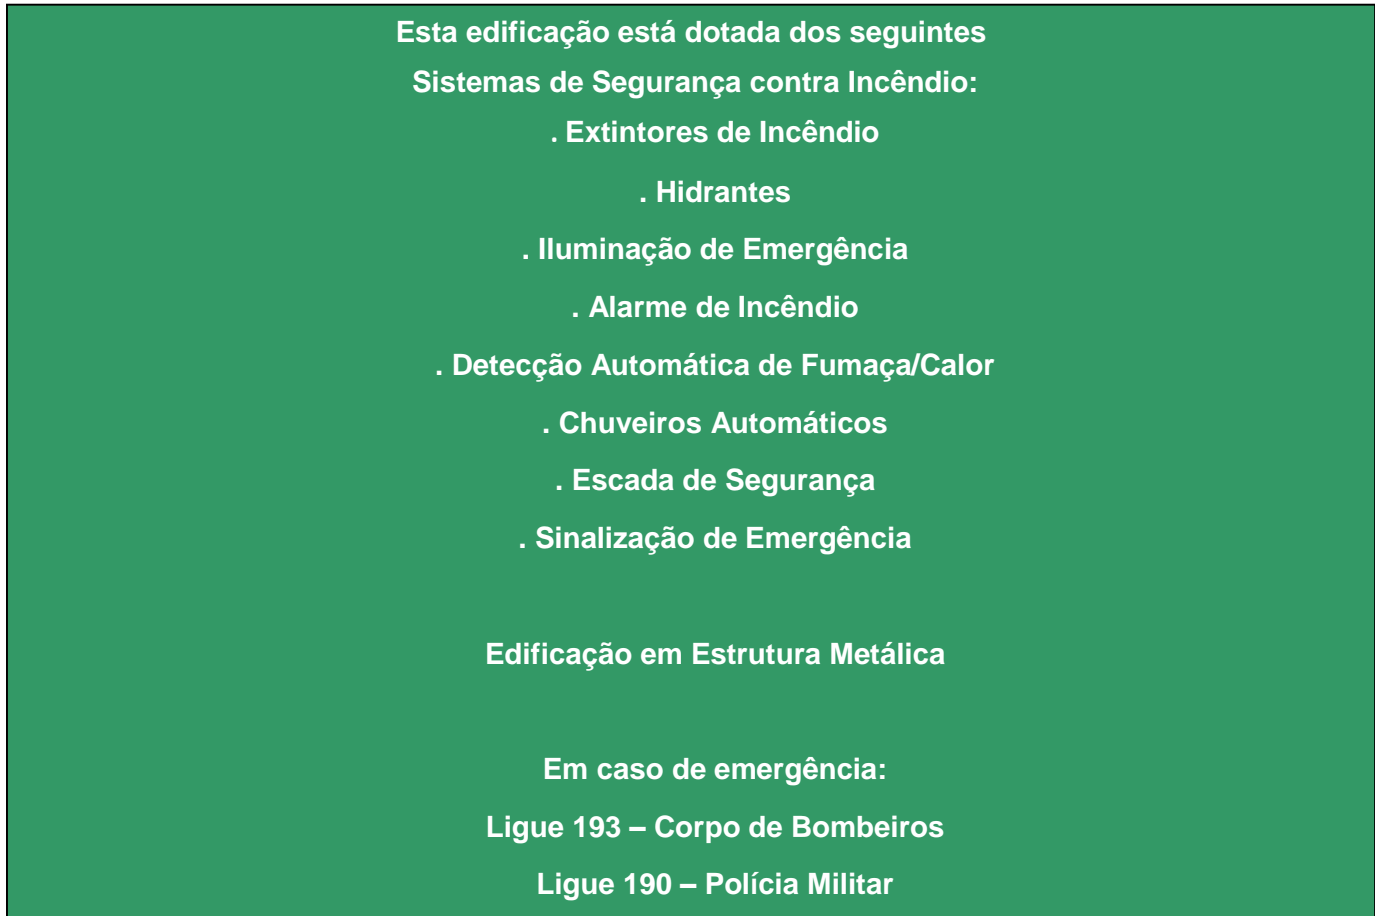 Esta edificação está dotada dos seguintes
Sistemas de Segurança contra Incêndio:
. Extintores de Incêndio
. Hidrantes
. Iluminação de Emergência
. Alarme de Incêndio
. Detecção Automática de Fumaça/Calor
. Chuveiros Automáticos
. Escada de Segurança
. Sinalização de Emergência
Edificação em Estrutura Metálica
Em caso de emergência:
Ligue 193 – Corpo de Bombeiros
Ligue 190 – Polícia Militar